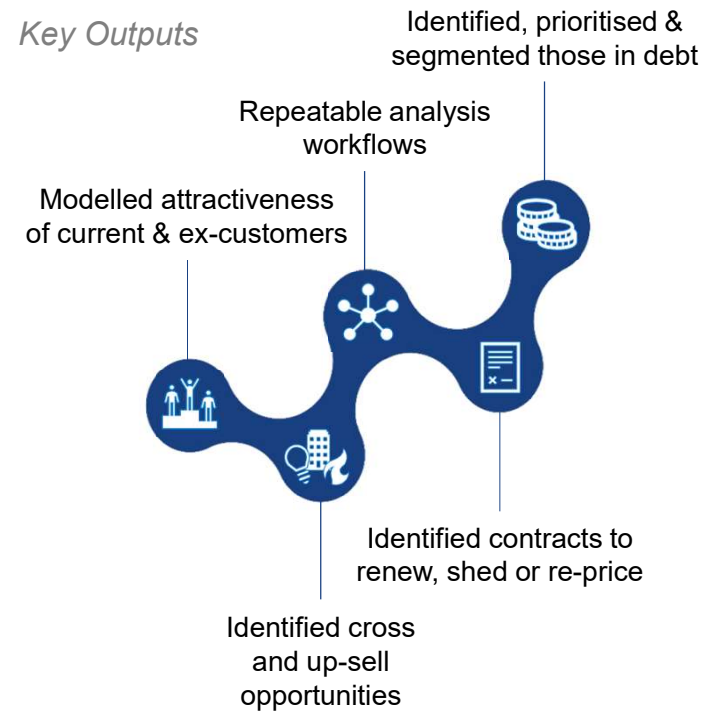 Key Outputs
Identified, prioritised &
segmented those in debt
Repeatable analysis
workflows
Modelled attractiveness
of current & ex-customers
Identified contracts to
renew, shed or re-price
Identified cross
and up-sell
opportunities